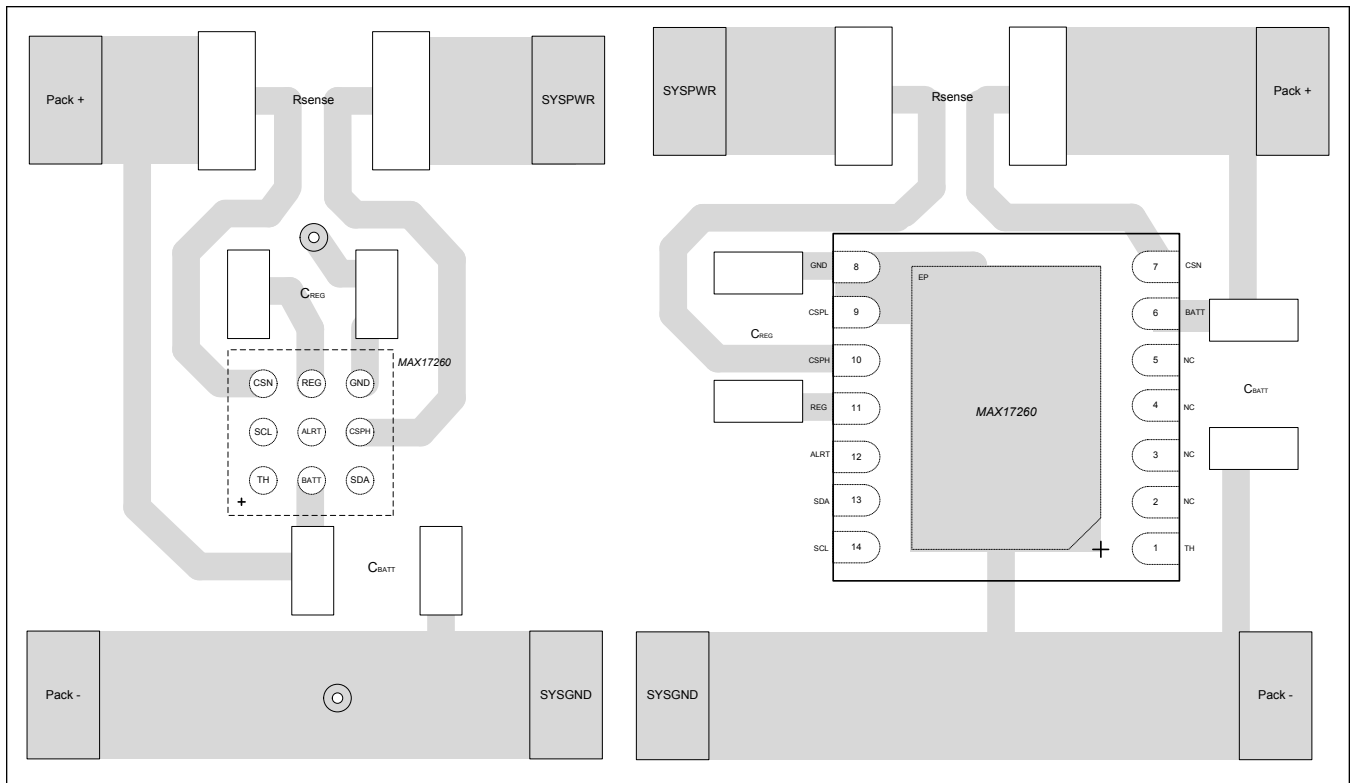 Pack +
Rsense
SYSPWR
CREG
MAX17260
CSN
REG
GND
SCL
ALRT
CSPH
TH
BATT
SDA
+
CBATT
Pack -
SYSGND
SYSPWR
Rsense
Pack +
GND
8
EP
7
CSN
CSPL
9
6
BATT
CREG
CSPH
10
5
NC
CBATT
REG
11
MAX17260
4
NC
ALRT
12
3
NC
SDA
13
2
NC
SCL
14
+
1
TH
SYSGND
Pack -